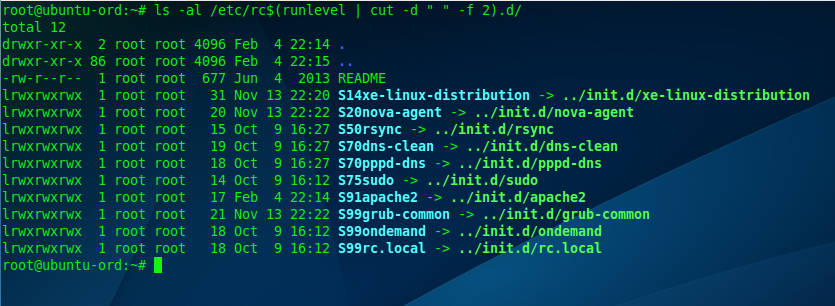 root@ubuntu-ord:~# ls -al /etc/rc$(runlevel | cut -d " " -f 2).d/
total 12
drwxr-xr-x  2 root root 4096 Feb  4 22:14 .
drwxr-xr-x 86 root root 4096 Feb  4 22:15 ..
-rw-r--r--  1 root root  677 Jun  4  2013 README
lrwxrwxrwx  1 root root   31 Nov 13 22:20 S14xe-linux-distribution -> ../init.d/xe-linux-distribution
lrwxrwxrwx  1 root root   20 Nov 13 22:22 S20nova-agent -> ../init.d/nova-agent
lrwxrwxrwx  1 root root   15 Oct  9 16:27 S50rsync -> ../init.d/rsync
lrwxrwxrwx  1 root root   19 Oct  9 16:27 S70dns-clean -> ../init.d/dns-clean
lrwxrwxrwx  1 root root   18 Oct  9 16:27 S70pppd-dns -> ../init.d/pppd-dns
lrwxrwxrwx  1 root root   14 Oct  9 16:12 S75sudo -> ../init.d/sudo
lrwxrwxrwx  1 root root   17 Feb  4 22:14 S91apache2 -> ../init.d/apache2
lrwxrwxrwx  1 root root   21 Nov 13 22:22 S99grub-common -> ../init.d/grub-common
lrwxrwxrwx  1 root root   18 Oct  9 16:12 S99ondemand -> ../init.d/ondemand
lrwxrwxrwx  1 root root   18 Oct  9 16:12 S99rc.local -> ../init.d/rc.local
root@ubuntu-ord:~#